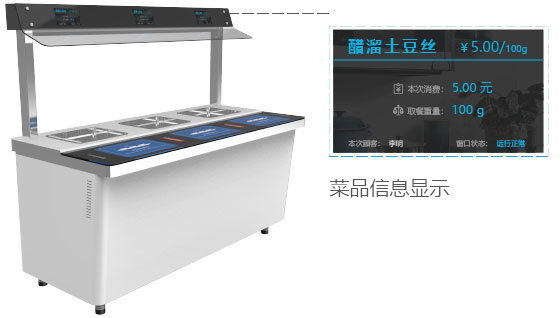 醋溜土豆丝 ￥5.00/100g
本次消费： 5.00 元
取餐重量： 100 g
本次顾客： 李明 窗口状态： 运行正常
菜品信息显示